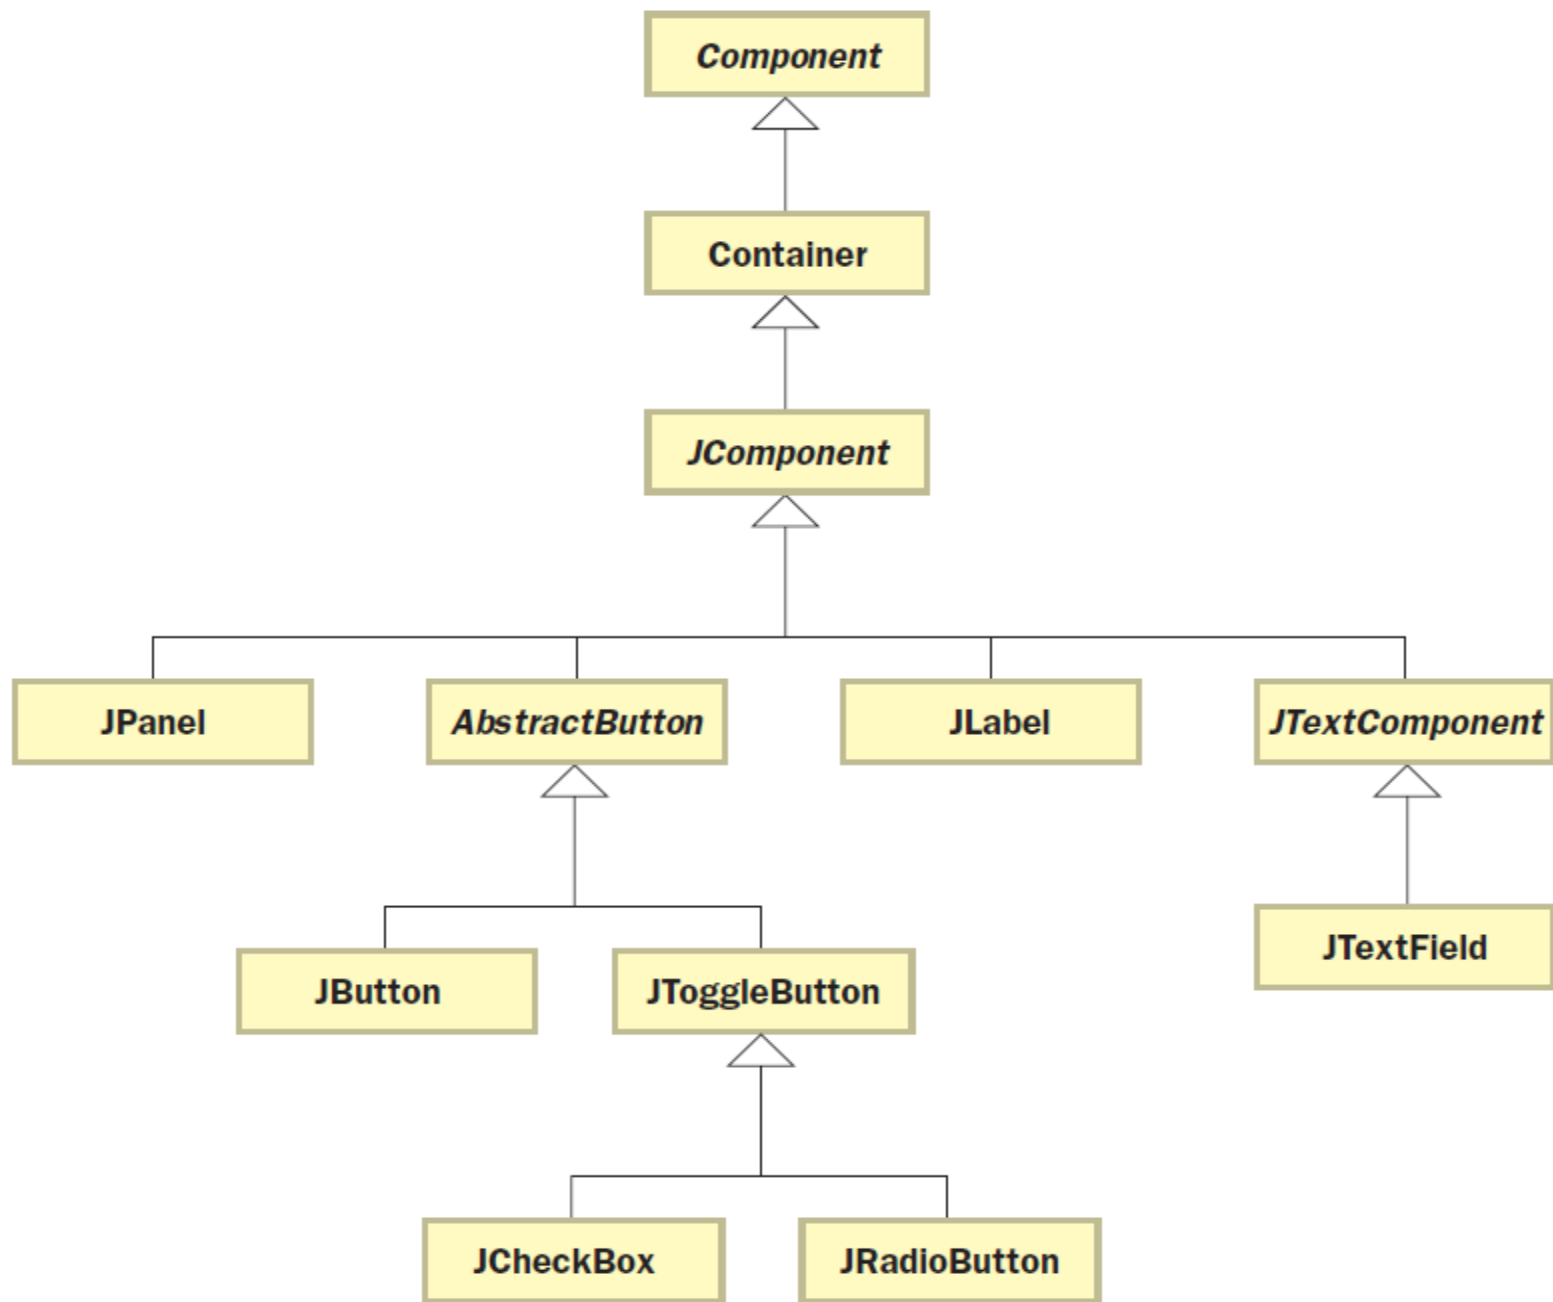 Component
Container
JComponent
JPanel
AbstractButton
JLabel
JTextComponent
JButton
JToggleButton
JTextField
JCheckBox
JRadioButton